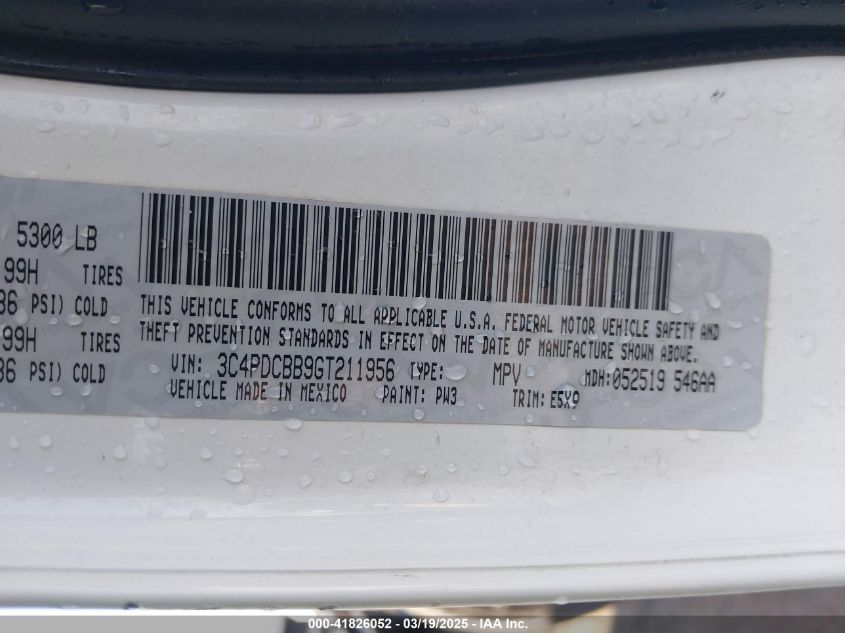 5300 LB
99H TIRES
36 PSI) COLD
99H TIRES
36 PSI) COLD
THIS VEHICLE CONFORMS TO ALL APPLICABLE U.S.A. FEDERAL MOTOR VEHICLE SAFETY AND
THEFT PREVENTION STANDARDS IN EFFECT ON THE DATE OF MANUFACTURE SHOWN ABOVE.
VIN: 3C4PDCBB9GT211956 TYPE: MPV MDH:052519 546AA
VEHICLE MADE IN MEXICO PAINT: PW3 TRIM: E5X9
000-41826052 - 03/19/2025 - IAA Inc.